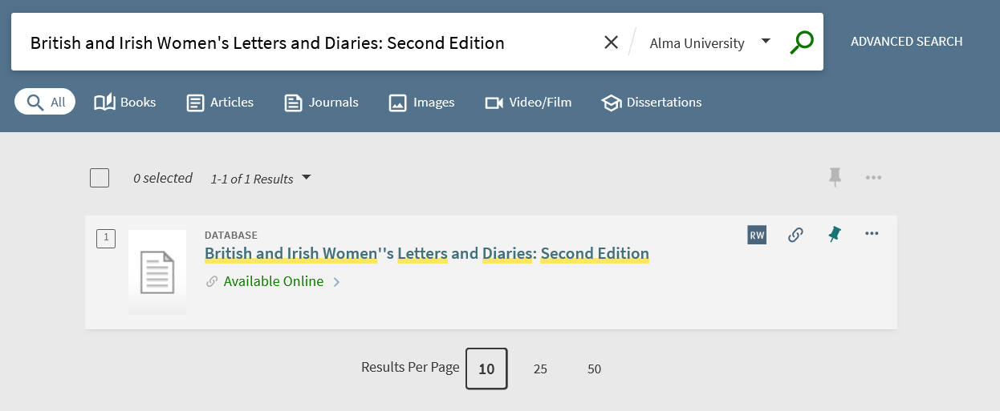 British and Irish Women's Letters and Diaries: Second Edition
Alma University
ADVANCED SEARCH
All
Books
Articles
Journals
Images
Video/Film
Dissertations
0 selected
1-1 of 1 Results
1
DATABASE
RW
British and Irish Women''s Letters and Diaries: Second Edition
Available Online
Results Per Page 10 25 50